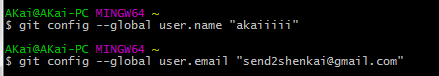 AKai@AKai-PC MINGW64 ~
$ git config --global user.name "akaiiiii"
AKai@AKai-PC MINGW64 ~
$ git config --global user.email "send2shenkai@gmail.com"